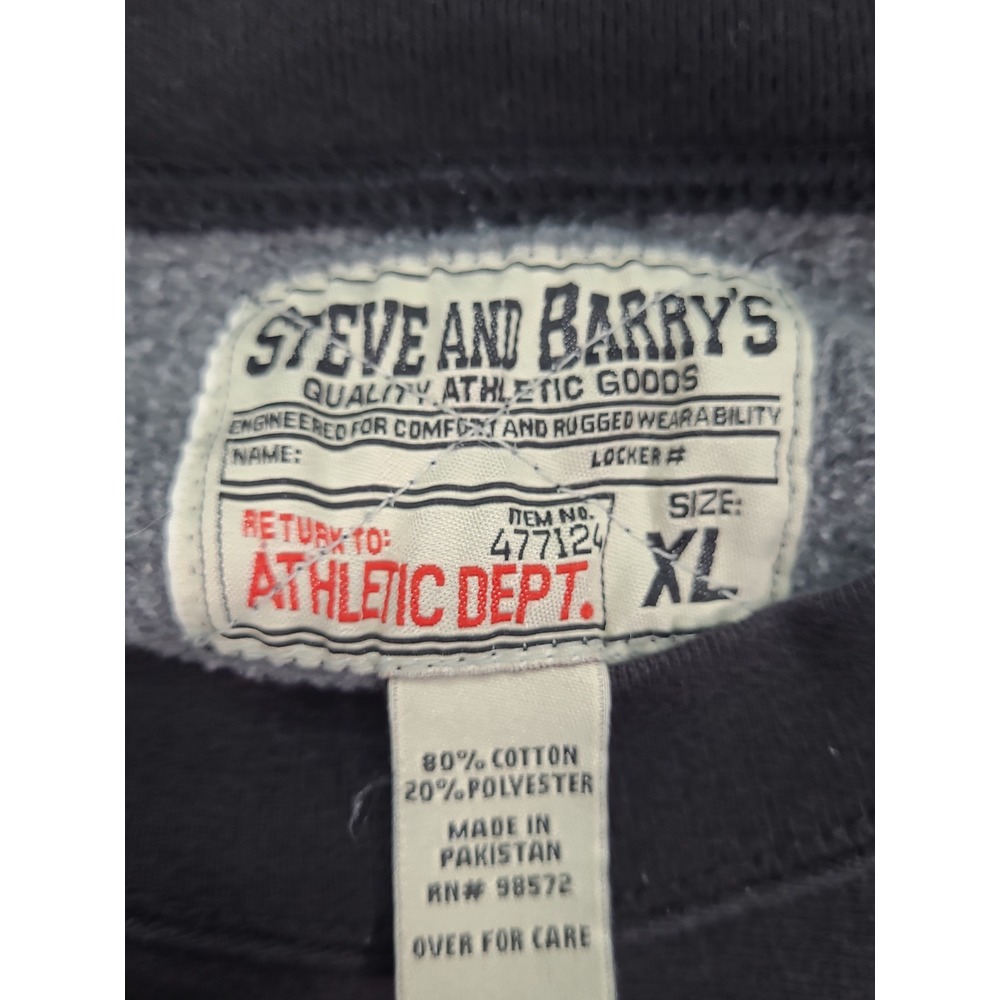 STEVE AND BARRY'S
QUALITY ATHLETIC GOODS
ENGINEERED FOR COMFORT AND RUGGED WEARABILITY
NAME: LOCKER #
RETURN TO: ITEM NO. SIZE:
477124 XL
ATHLETIC DEPT.
80% COTTON
20% POLYESTER
MADE IN
PAKISTAN
RN# 98572
OVER FOR CARE